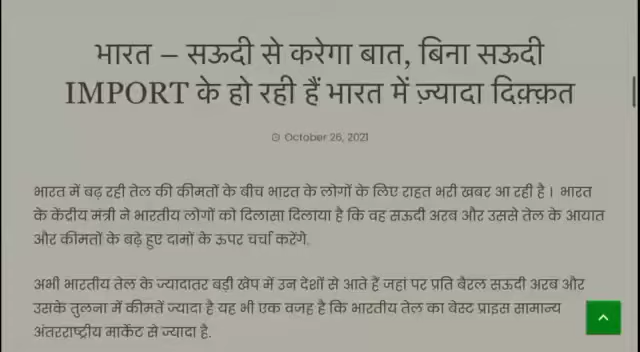 भारत – सऊदी से करेगा बात, बिना सऊदी
IMPORT के हो रही हैं भारत में ज़्यादा दिक़्क़त
October 26, 2021
भारत में बढ़ रही तेल की कीमतों के बीच भारत के लोगों के लिए राहत भरी खबर आ रही है । भारत
के केंद्रीय मंत्री ने भारतीय लोगों को दिलासा दिलाया है कि वह सऊदी अरब और उससे तेल के आयात
और कीमतों के बढ़े हुए दामों के ऊपर चर्चा करेंगे.
अभी भारतीय तेल के ज्यादातर बड़ी खेप में उन देशों से आते हैं जहां पर प्रति बैरल सऊदी अरब और
उसके तुलना में कीमतें ज्यादा है यह भी एक वजह है कि भारतीय तेल का बेस्ट प्राइस सामान्य
अंतरराष्ट्रीय मार्केट से ज्यादा है.